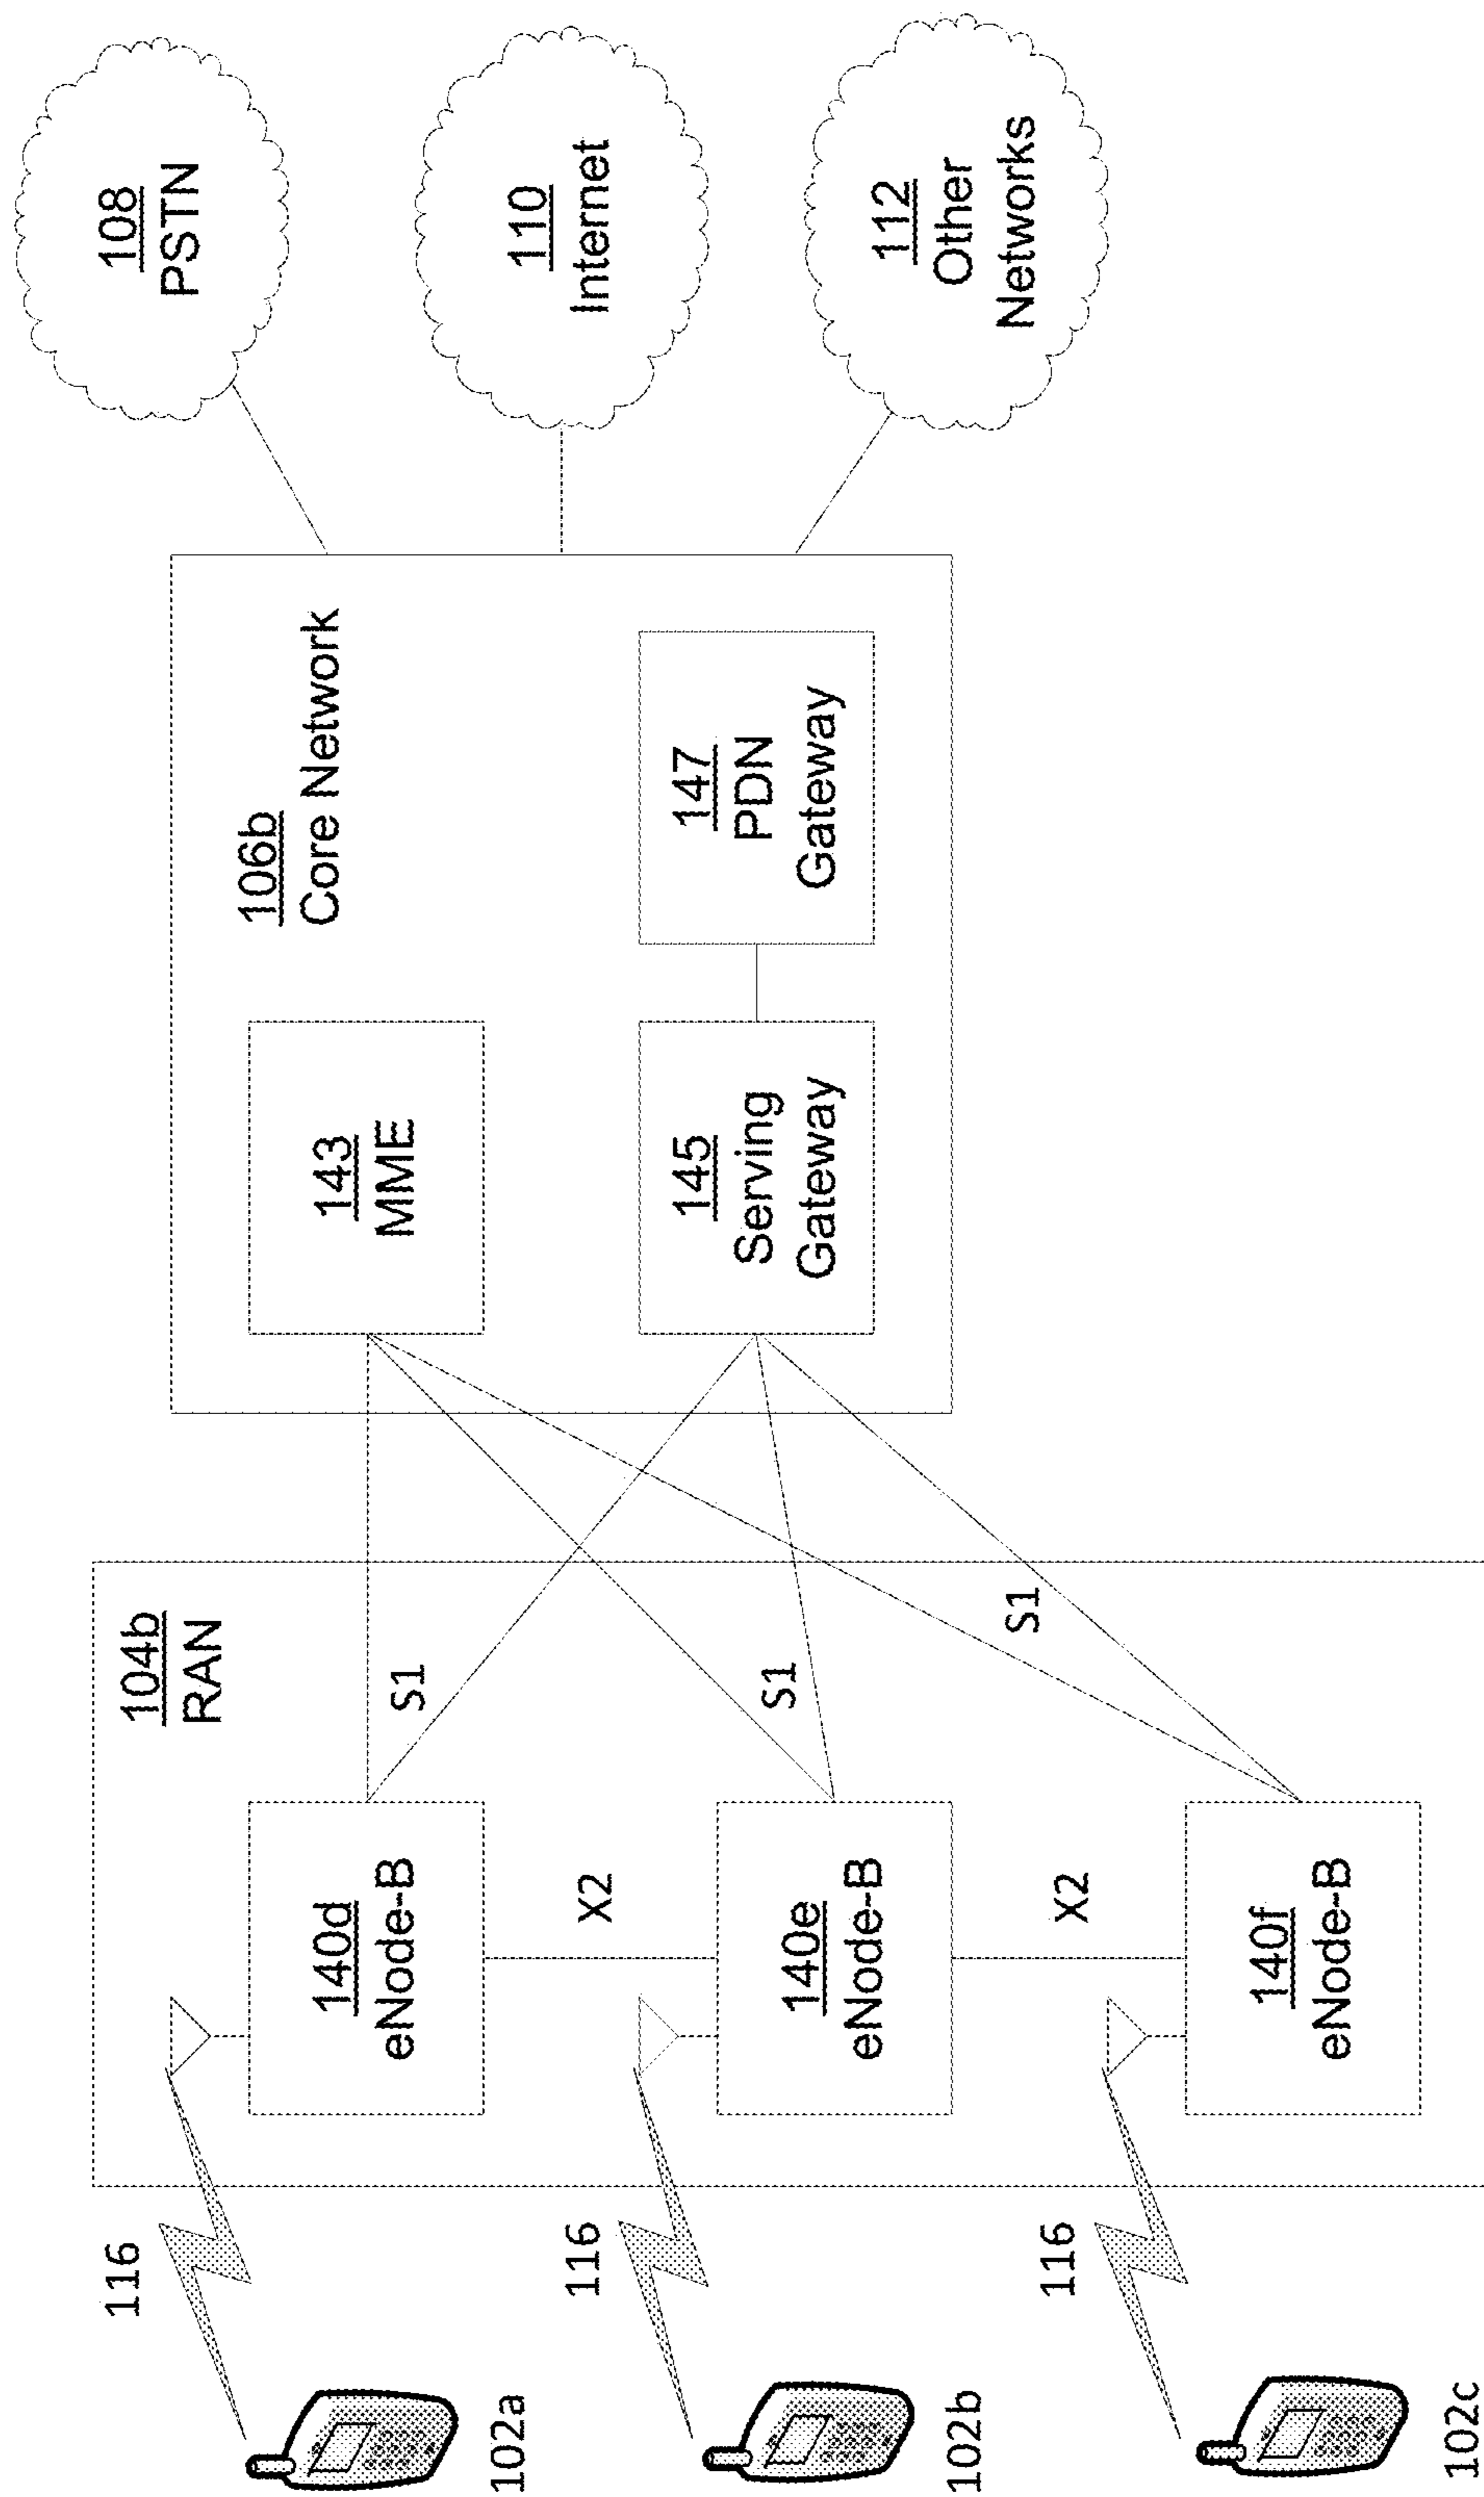 116
102a
104b
RAN
140d
eNode-B
S1
X2
116
102b
140e
eNode-B
S1
X2
116
102c
140f
eNode-B
S1
106b
Core Network
143
MME
145
Serving
Gateway
147
PDN
Gateway
108
PSTN
110
Internet
112
Other
Networks